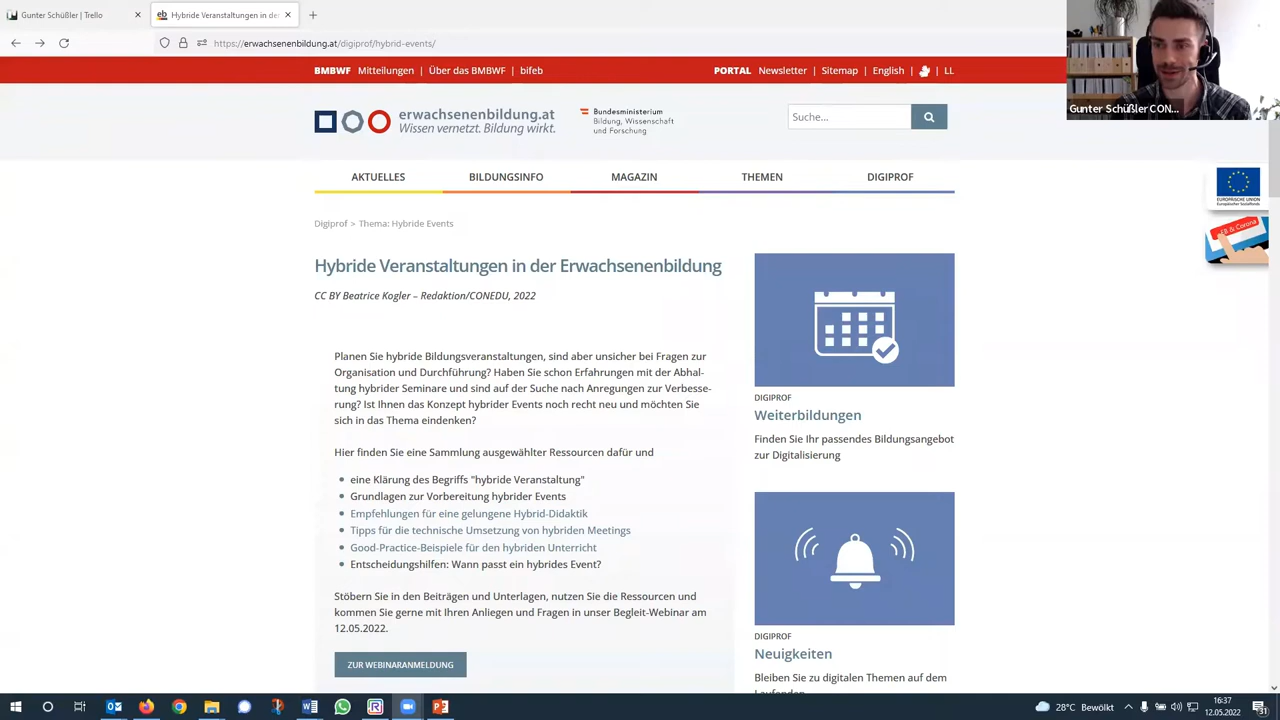 Gunter Schüßler | Trello
Hybride Veranstaltungen in der
https://erwachsenenbildung.at/digiprof/hybrid-events/
Gunter Schüßler CON...
BMBWF Mitteilungen | Über das BMBWF | bifeb
PORTAL Newsletter | Sitemap | English | | LL
erwachsenenbildung.at
Wissen vernetzt. Bildung wirkt.
Bundesministerium
Bildung, Wissenschaft
und Forschung
Suche...
AKTUELLES BILDUNGSINFO MAGAZIN THEMEN DIGIPROF
EUROPÄISCHE UNION
Europäischer Sozialfonds
EB & Corona
Digiprof > Thema: Hybride Events
Hybride Veranstaltungen in der Erwachsenenbildung
CC BY Beatrice Kogler – Redaktion/CONEDU, 2022
Planen Sie hybride Bildungsveranstaltungen, sind aber unsicher bei Fragen zur
Organisation und Durchführung? Haben Sie schon Erfahrungen mit der Abhal-
tung hybrider Seminare und sind auf der Suche nach Anregungen zur Verbesse-
rung? Ist Ihnen das Konzept hybrider Events noch recht neu und möchten Sie
sich in das Thema eindenken?
Hier finden Sie eine Sammlung ausgewählter Ressourcen dafür und
• eine Klärung des Begriffs "hybride Veranstaltung"
• Grundlagen zur Vorbereitung hybrider Events
• Empfehlungen für eine gelungene Hybrid-Didaktik
• Tipps für die technische Umsetzung von hybriden Meetings
• Good-Practice-Beispiele für den hybriden Unterricht
• Entscheidungshilfen: Wann passt ein hybrides Event?
Stöbern Sie in den Beiträgen und Unterlagen, nutzen Sie die Ressourcen und
kommen Sie gerne mit Ihren Anliegen und Fragen in unser Begleit-Webinar am
12.05.2022.
ZUR WEBINARANMELDUNG
DIGIPROF
Weiterbildungen
Finden Sie Ihr passendes Bildungsangebot
zur Digitalisierung
DIGIPROF
Neuigkeiten
Bleiben Sie zu digitalen Themen auf dem
Laufenden
28°C Bewölkt
16:37
12.05.2022
31